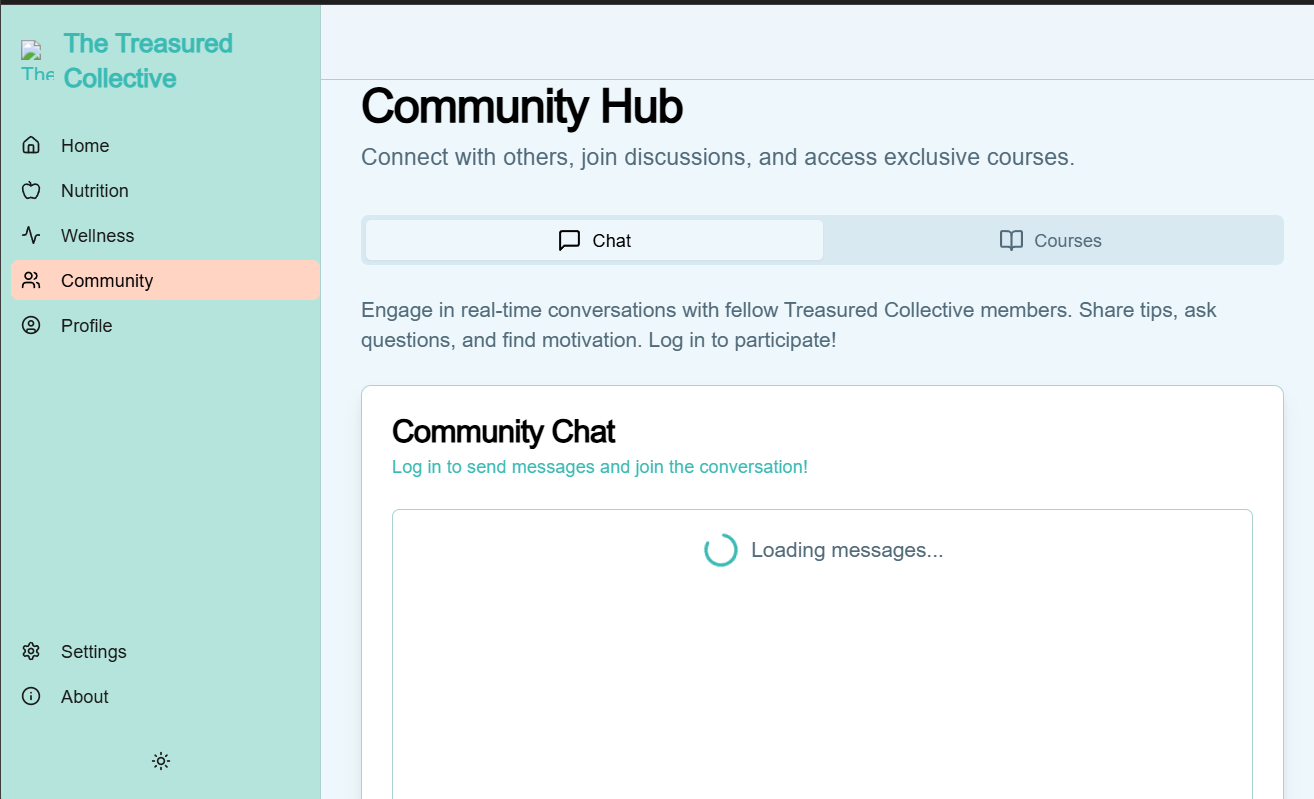 The Treasured
Collective
The
Home
Nutrition
Wellness
Community
Profile
Settings
About
Community Hub
Connect with others, join discussions, and access exclusive courses.
Chat
Courses
Engage in real-time conversations with fellow Treasured Collective members. Share tips, ask
questions, and find motivation. Log in to participate!
Community Chat
Log in to send messages and join the conversation!
Loading messages...